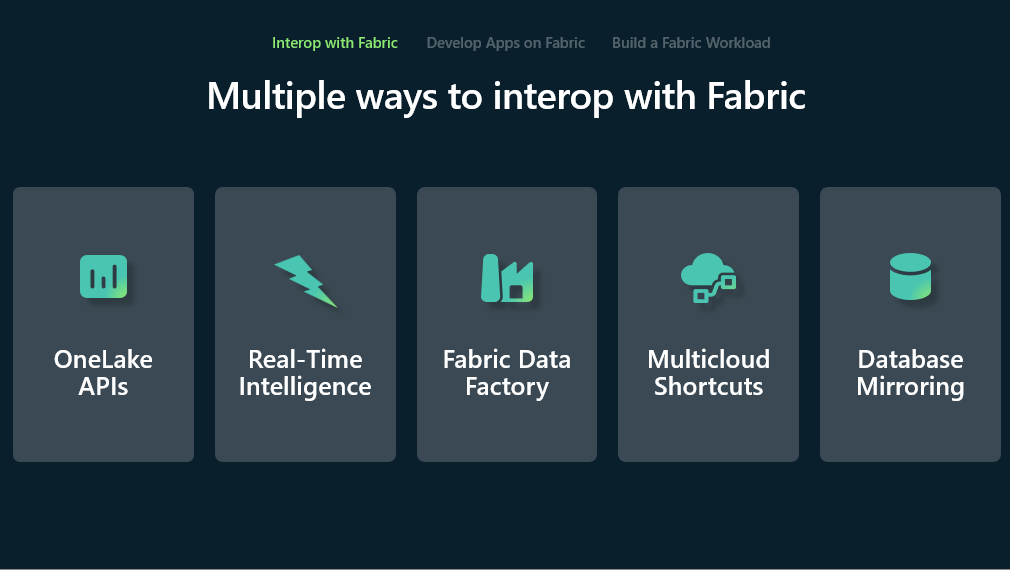 Interop with Fabric
Develop Apps on Fabric
Build a Fabric Workload
Multiple ways to interop with Fabric
OneLake
APIs
Real-Time
Intelligence
Fabric Data
Factory
Multicloud
Shortcuts
Database
Mirroring